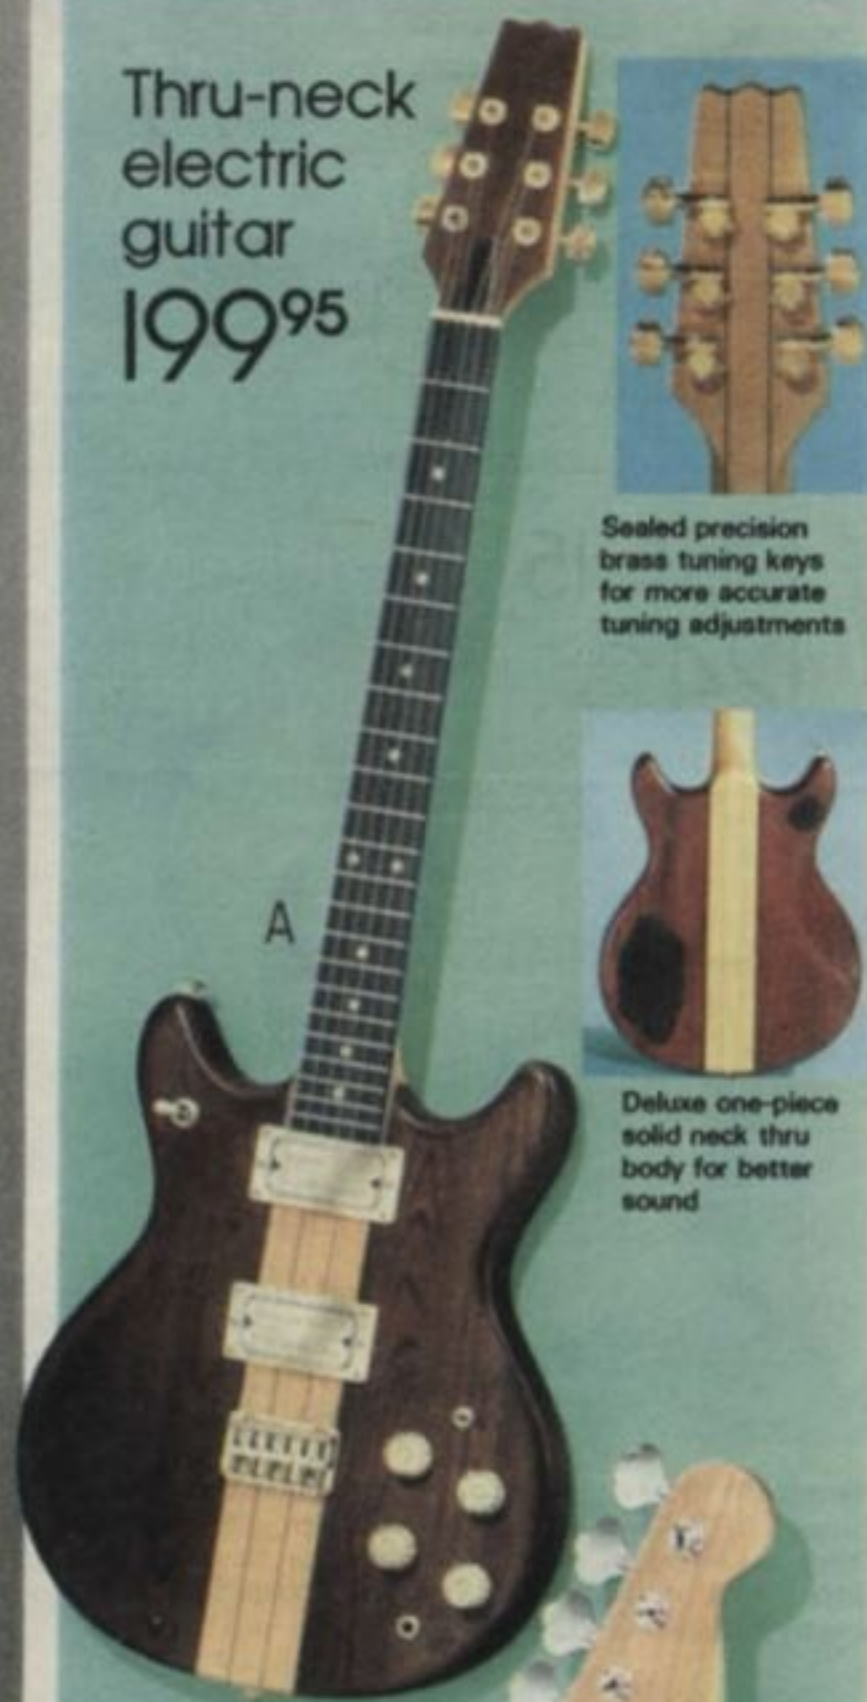 Thru-neck
electric
guitar
199⁹⁵
Sealed precision
brass tuning keys
for more accurate
tuning adjustments
A
Deluxe one-piece
solid neck thru
body for better
sound